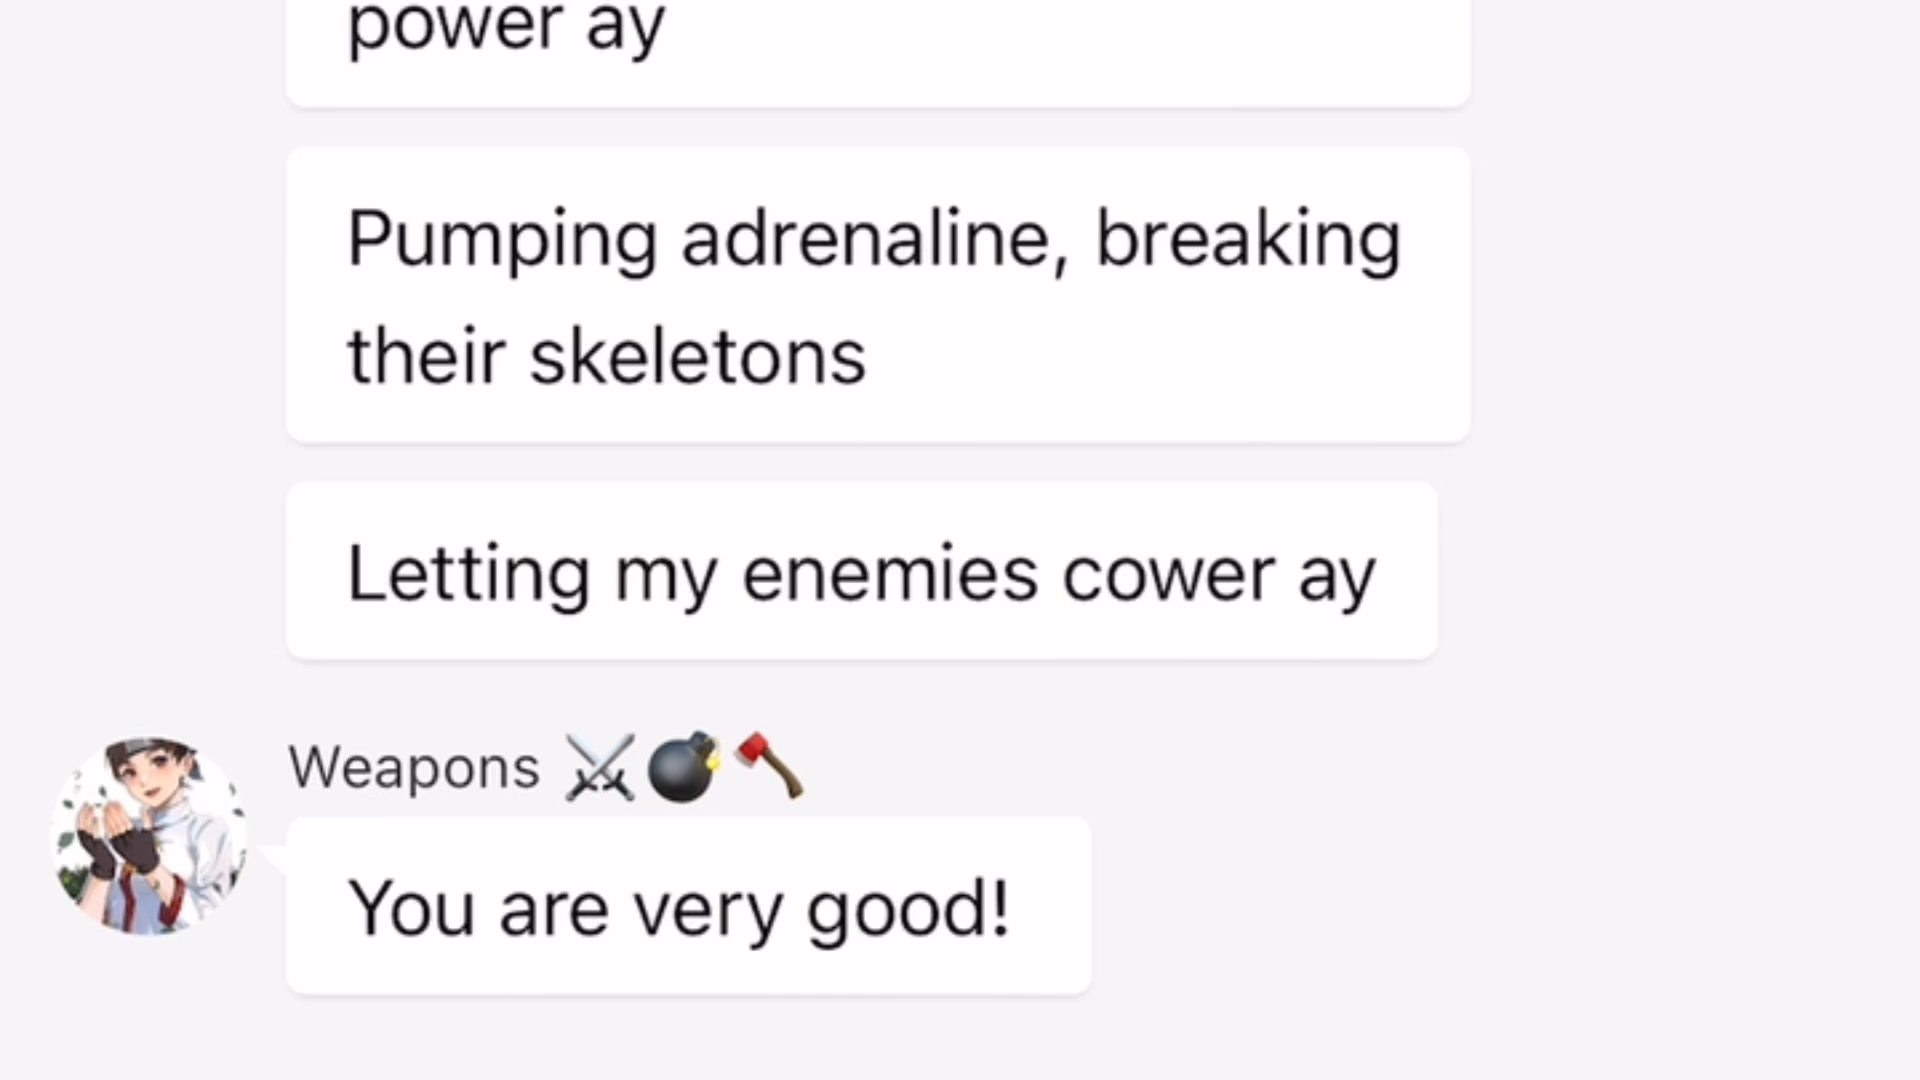 power ay
Pumping adrenaline, breaking
their skeletons
Letting my enemies cower ay
Weapons ⚔️💣🪓
You are very good!